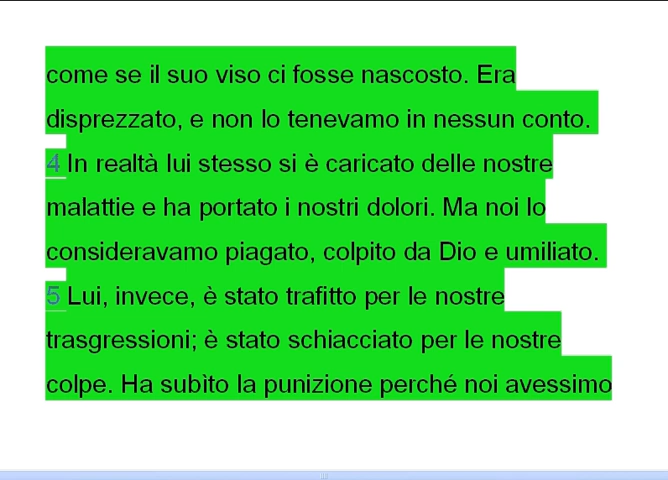 come se il suo viso ci fosse nascosto. Era
disprezzato, e non lo tenevamo in nessun conto.
4 In realtà lui stesso si è caricato delle nostre
malattie e ha portato i nostri dolori. Ma noi lo
consideravamo piagato, colpito da Dio e umiliato.
5 Lui, invece, è stato trafitto per le nostre
trasgressioni; è stato schiacciato per le nostre
colpe. Ha subìto la punizione perché noi avessimo